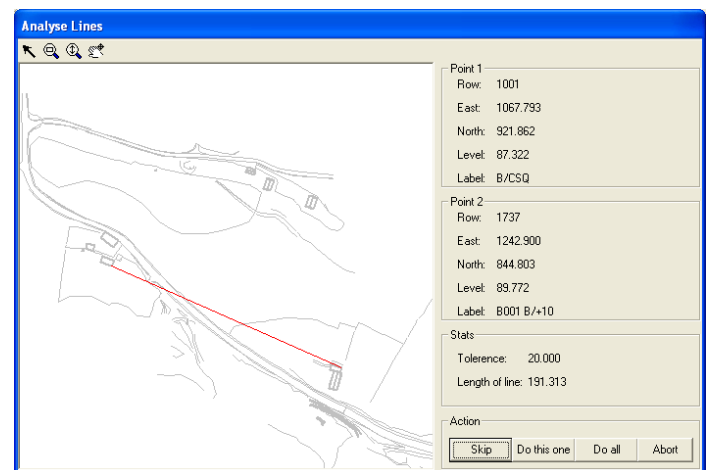 Analyse Lines
Point 1
Row: 1001
East: 1067.793
North: 921.862
Level: 87.322
Label: B/CSQ
Point 2
Row: 1737
East: 1242.900
North: 844.803
Level: 89.772
Label: B001 B/+10
Stats
Tolerence: 20.000
Length of line: 191.313
Action
Skip Do this one Do all Abort